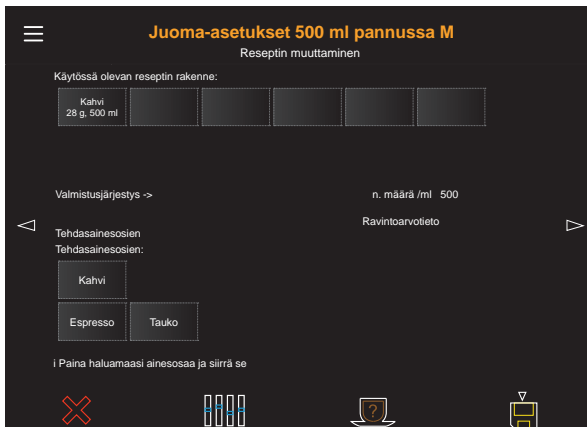 Juoma-asetukset 500 ml pannussa M
Reseptin muuttaminen
Käytössä olevan reseptin rakenne:
Kahvi
28 g, 500 ml
Valmistusjärjestys ->
n. määrä /ml 500
Ravintoarvotieto
Tehdasainesosien
Tehdasainesosien:
Kahvi
Espresso
Tauko
i Paina haluamaasi ainesosaa ja siirrä se
?